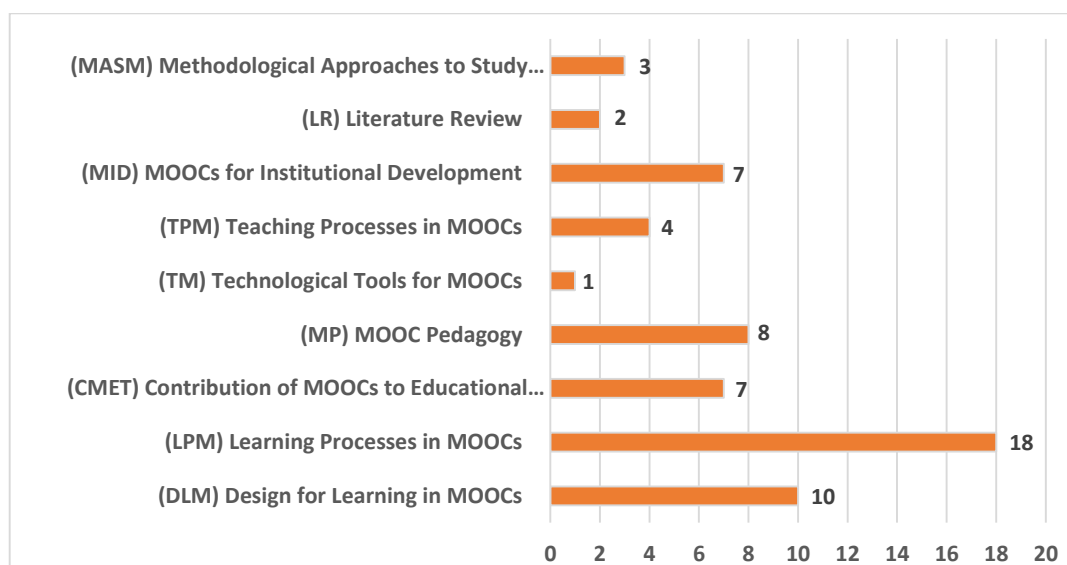 (MASM) Methodological Approaches to Study...
3
(LR) Literature Review
2
(MID) MOOCs for Institutional Development
7
(TPM) Teaching Processes in MOOCs
4
(TM) Technological Tools for MOOCs
1
(MP) MOOC Pedagogy
8
(CMET) Contribution of MOOCs to Educational...
7
(LPM) Learning Processes in MOOCs
18
(DLM) Design for Learning in MOOCs
10
0 2 4 6 8 10 12 14 16 18 20